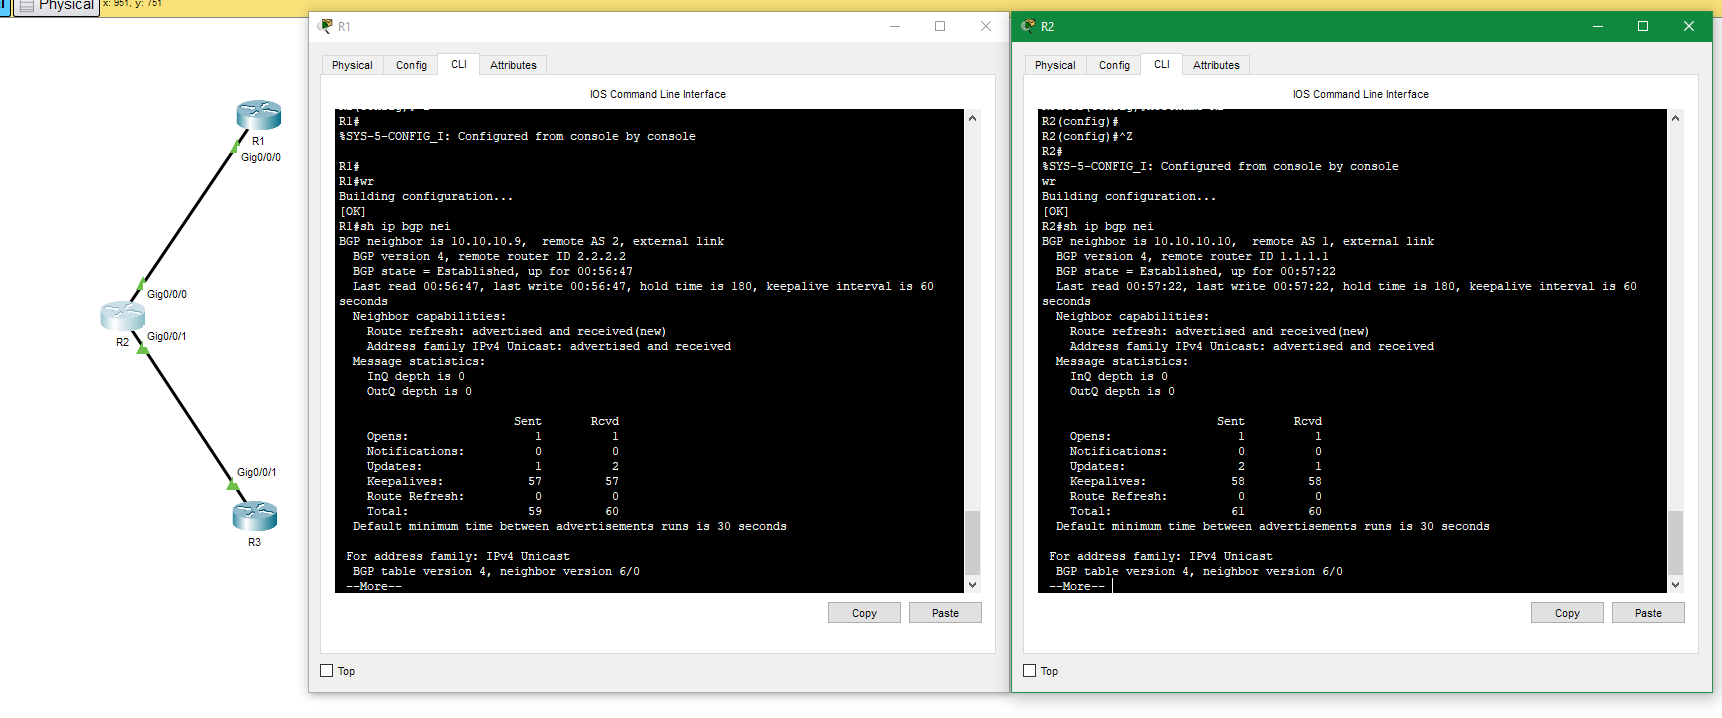 Physical
x: 951, y: 751
R1
Gig0/0/0
Gig0/0/0
R2
Gig0/0/1
Gig0/0/1
R3
R1
Physical Config CLI Attributes
IOS Command Line Interface
R1#
%SYS-5-CONFIG_I: Configured from console by console
R1#
R1#wr
Building configuration...
[OK]
R1#sh ip bgp nei
BGP neighbor is 10.10.10.9,  remote AS 2, external link
  BGP version 4, remote router ID 2.2.2.2
  BGP state = Established, up for 00:56:47
  Last read 00:56:47, last write 00:56:47, hold time is 180, keepalive interval is 60
seconds
  Neighbor capabilities:
    Route refresh: advertised and received(new)
    Address family IPv4 Unicast: advertised and received
  Message statistics:
    InQ depth is 0
    OutQ depth is 0
                         Sent       Rcvd
    Opens:                  1          1
    Notifications:          0          0
    Updates:                1          2
    Keepalives:            57         57
    Route Refresh:          0          0
    Total:                 59         60
  Default minimum time between advertisements runs is 30 seconds
 For address family: IPv4 Unicast
  BGP table version 4, neighbor version 6/0
 --More--
Copy Paste
Top
R2
Physical Config CLI Attributes
IOS Command Line Interface
R2(config)#
R2(config)#^Z
R2#
%SYS-5-CONFIG_I: Configured from console by console
wr
Building configuration...
[OK]
R2#sh ip bgp nei
BGP neighbor is 10.10.10.10,  remote AS 1, external link
  BGP version 4, remote router ID 1.1.1.1
  BGP state = Established, up for 00:57:22
  Last read 00:57:22, last write 00:57:22, hold time is 180, keepalive interval is 60
seconds
  Neighbor capabilities:
    Route refresh: advertised and received(new)
    Address family IPv4 Unicast: advertised and received
  Message statistics:
    InQ depth is 0
    OutQ depth is 0
                         Sent       Rcvd
    Opens:                  1          1
    Notifications:          0          0
    Updates:                2          1
    Keepalives:            58         58
    Route Refresh:          0          0
    Total:                 61         60
  Default minimum time between advertisements runs is 30 seconds
 For address family: IPv4 Unicast
  BGP table version 4, neighbor version 6/0
 --More--
Copy Paste
Top